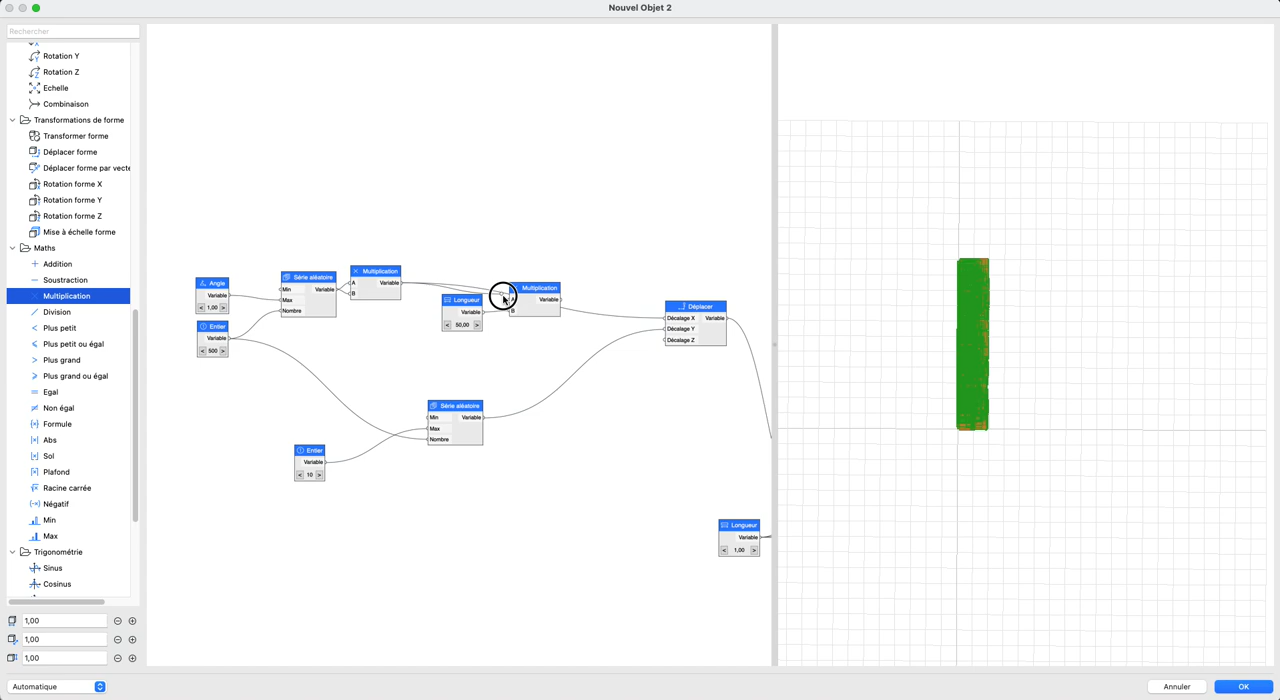 Nouvel Objet 2
Rechercher
Rotation Y
Rotation Z
Echelle
Combinaison
Transformations de forme
Transformer forme
Déplacer forme
Déplacer forme par vecte
Rotation forme X
Rotation forme Y
Rotation forme Z
Mise à échelle forme
Maths
Addition
Soustraction
Multiplication
Division
Plus petit
Plus petit ou égal
Plus grand
Plus grand ou égal
Egal
Non égal
Formule
Abs
Sol
Plafond
Racine carrée
Négatif
Min
Max
Trigonométrie
Sinus
Cosinus
1,00
1,00
1,00
Automatique
Angle
Variable
< 1,00 >
Entier
Variable
< 500 >
Série aléatoire
Min Variable
Max
Nombre
Multiplication
A Variable
B
Longueur
Variable
< 50,00 >
Multiplication
A Variable
B
Déplacer
Décalage X Variable
Décalage Y
Décalage Z
Série aléatoire
Min Variable
Max
Nombre
Entier
Variable
< 10 >
Longueur
Variable
< 1,00 >
Annuler
OK